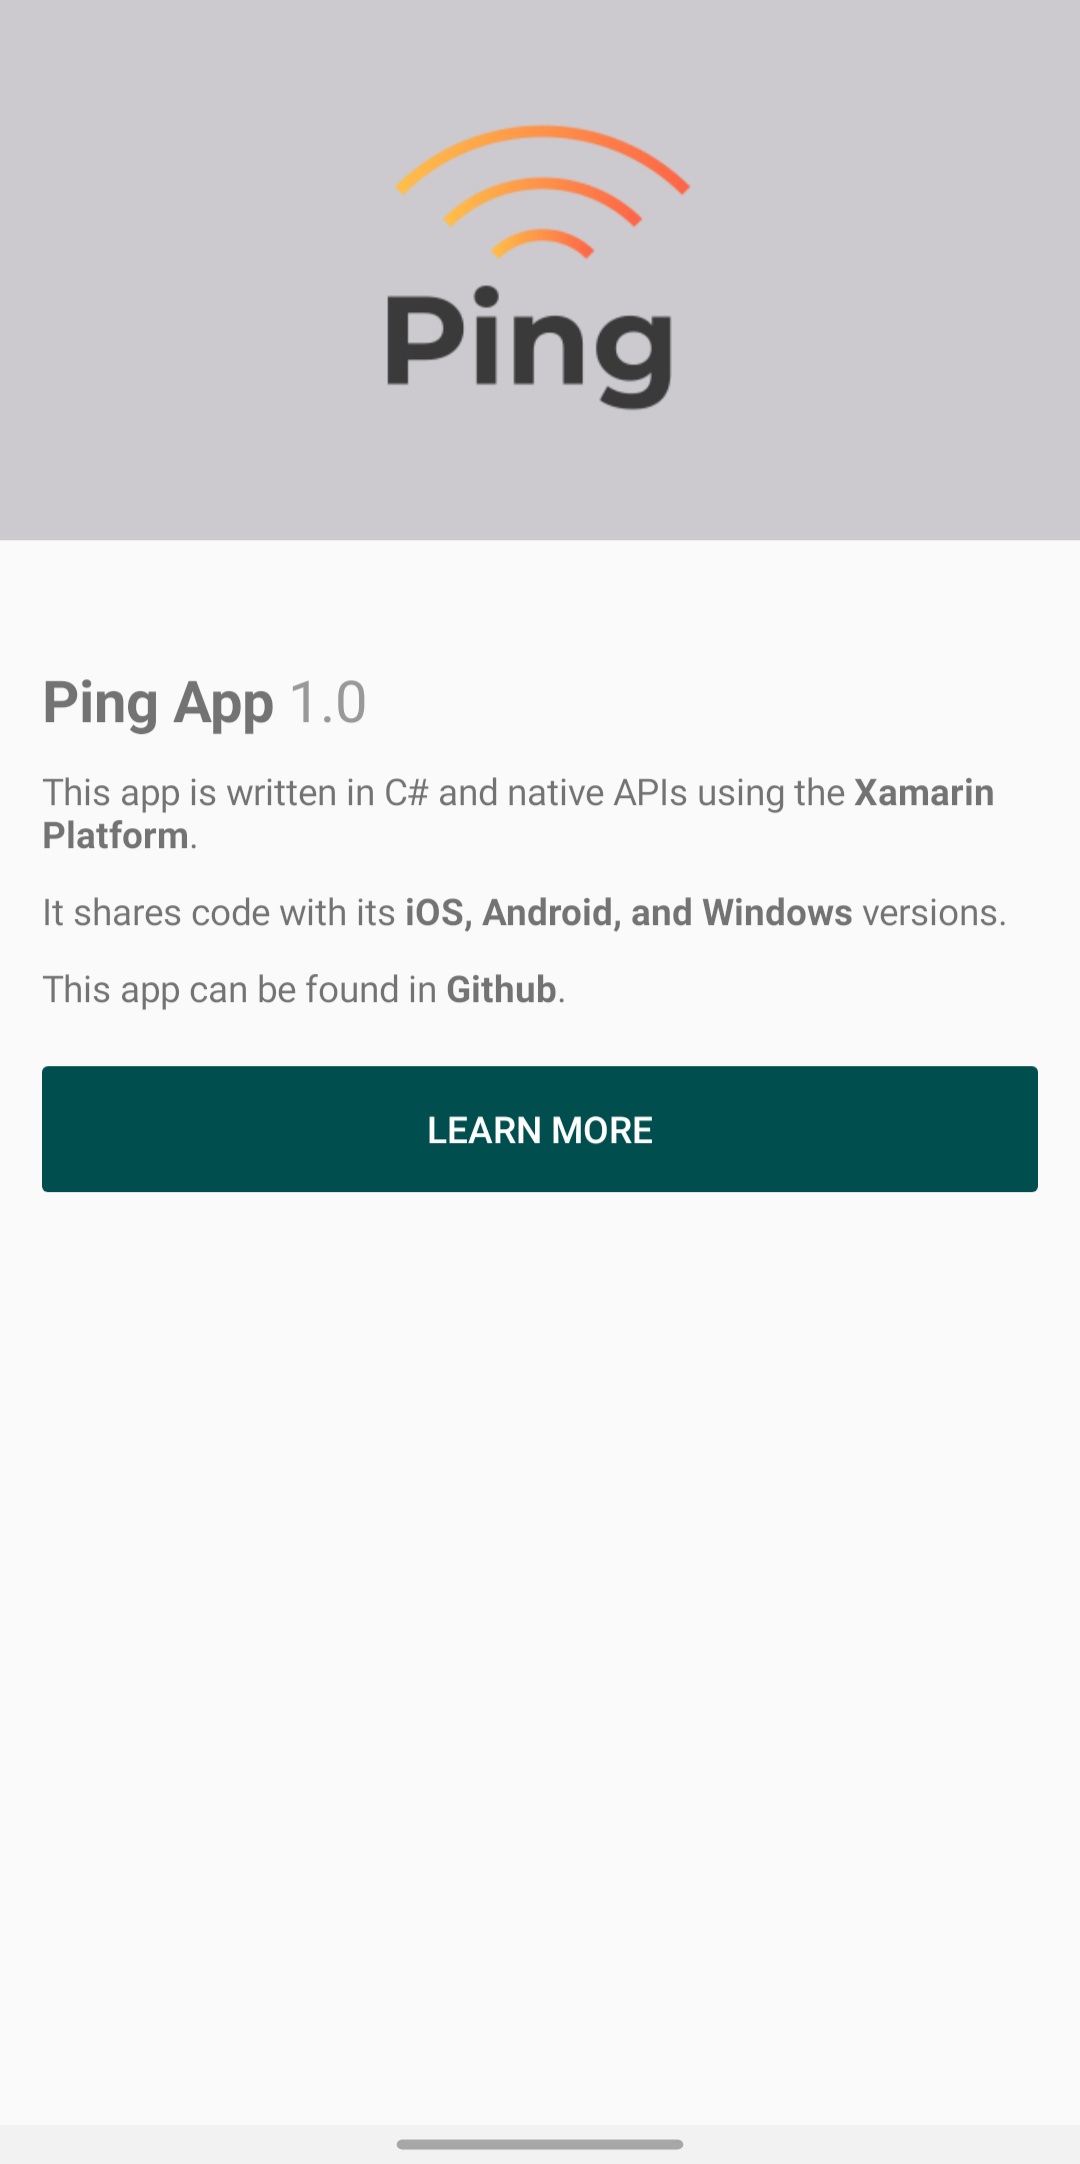 Ping
Ping App 1.0
This app is written in C# and native APIs using the Xamarin
Platform.
It shares code with its iOS, Android, and Windows versions.
This app can be found in Github.
LEARN MORE